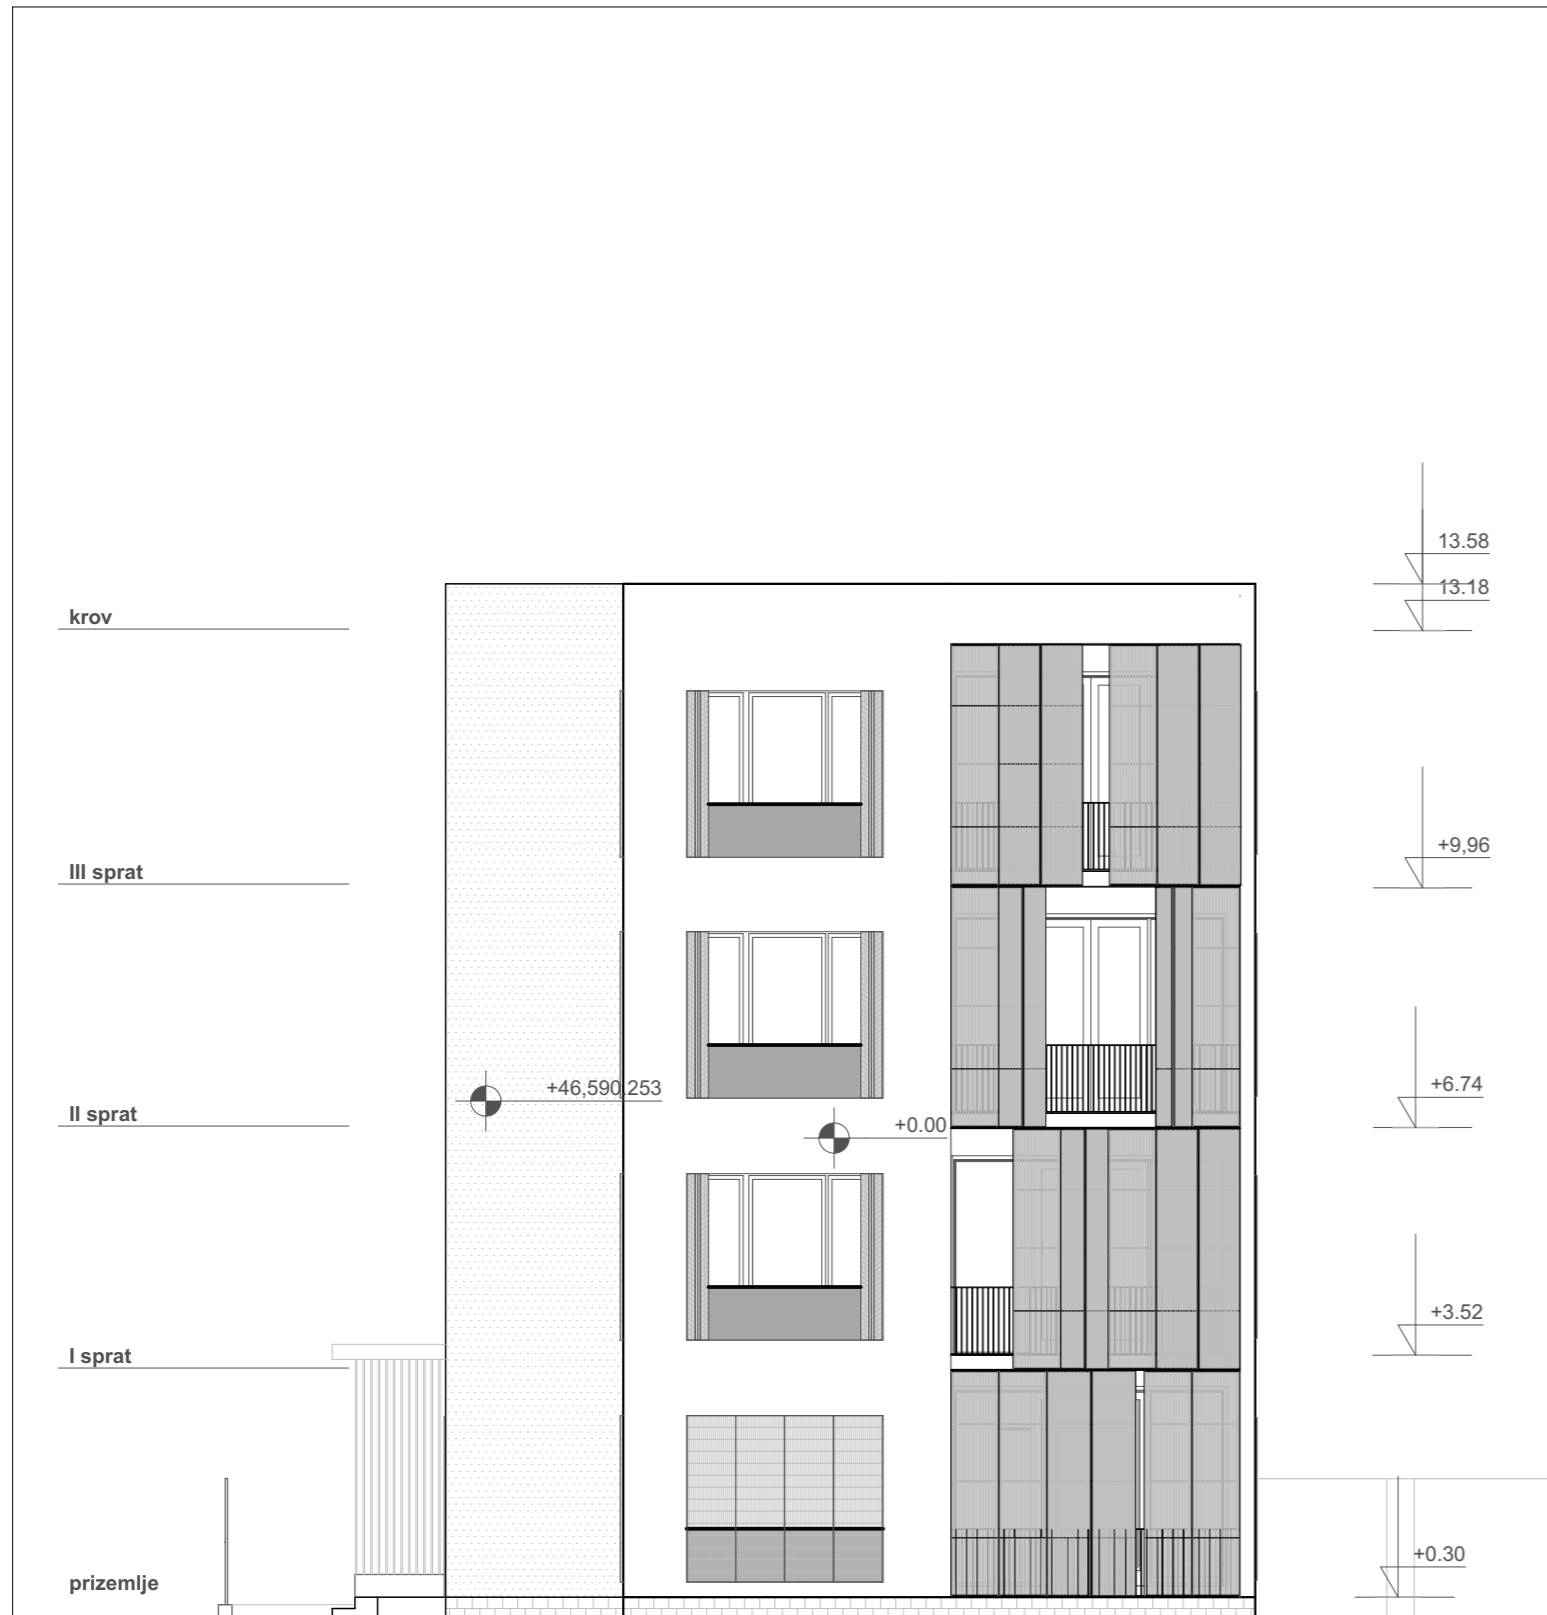 13.58
13.18
krov
+9,96
III sprat
+6.74
+46,590.253
II sprat
+0.00
+3.52
I sprat
+0.30
prizemlje